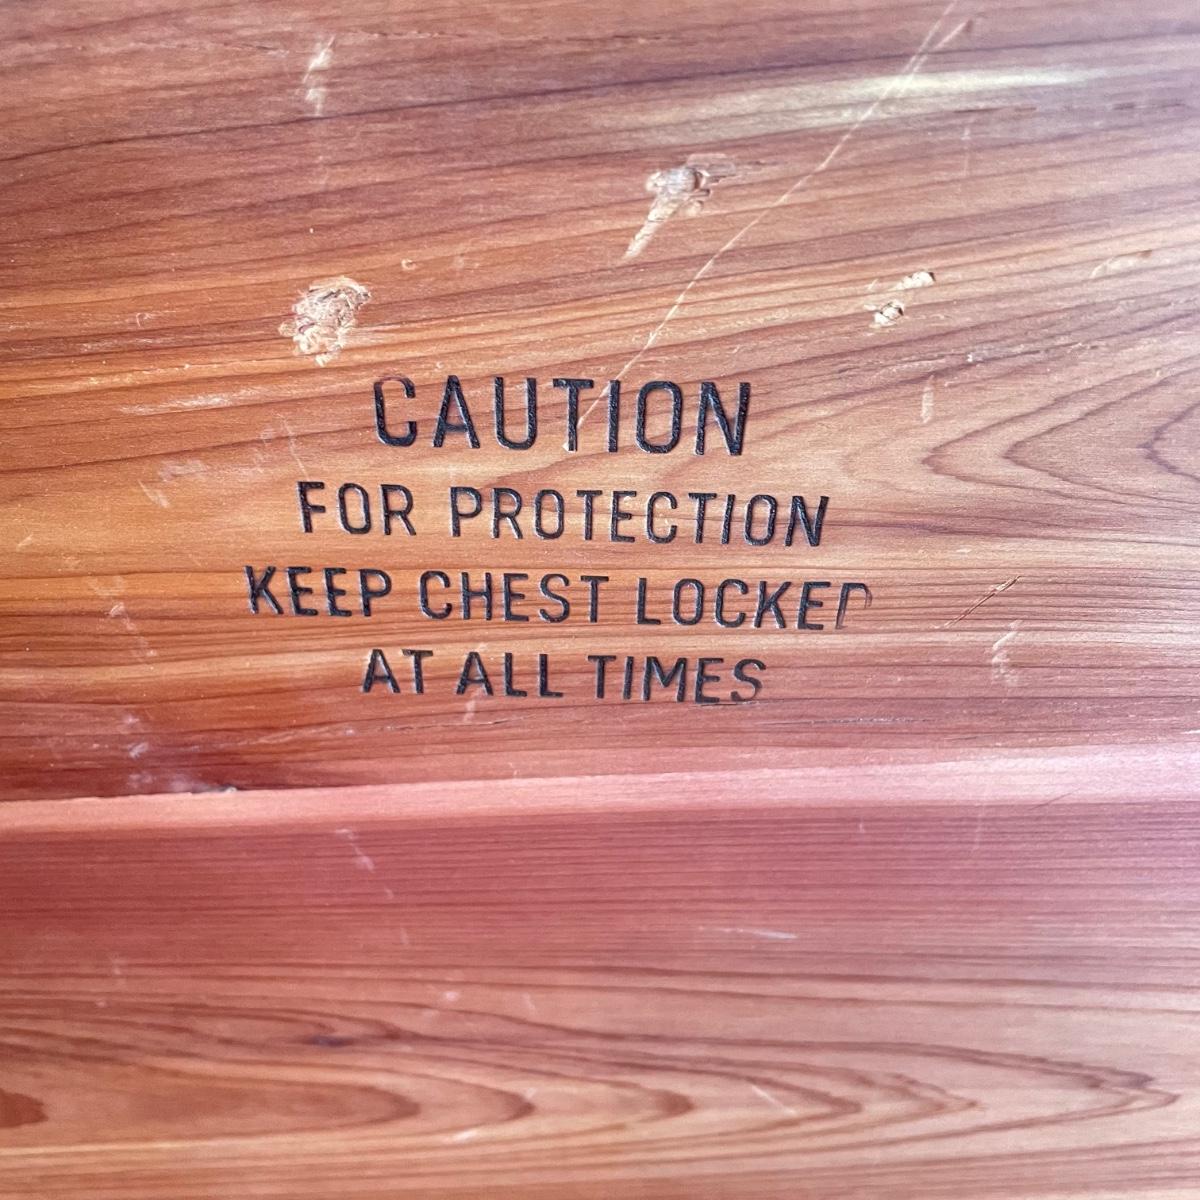 CAUTION
FOR PROTECTION
KEEP CHEST LOCKED
AT ALL TIMES